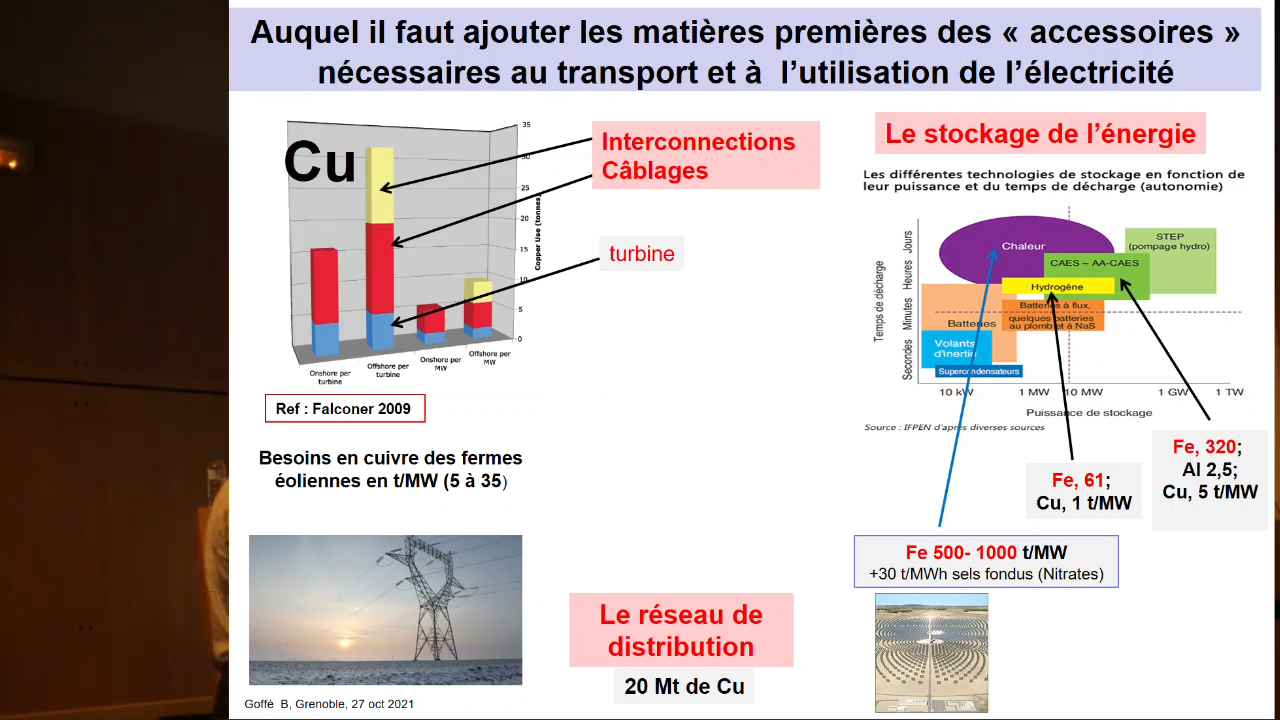 Auquel il faut ajouter les matières premières des « accessoires »
nécessaires au transport et à l'utilisation de l'électricité
Cu
35
25
20
15
10
5
0
Copper Use (tonnes)
Onshore per
turbine
Offshore per
turbine
Onshore per
MW
Offshore per
MW
Interconnections
Câblages
turbine
Ref : Falconer 2009
Besoins en cuivre des fermes
éoliennes en t/MW (5 à 35)
Le stockage de l'énergie
Les différentes technologies de stockage en fonction de
leur puissance et du temps de décharge (autonomie)
Temps de décharge
Secondes Minutes Heures Jours
Chaleur
STEP
(pompage hydro)
CAES – AA-CAES
Hydrogène
Batteries à flux,
quelques batteries
au plomb et à NaS
Batteries
Volants
d'inertie
Supercondensateurs
10 kW 1 MW 10 MW 1 GW 1 TW
Puissance de stockage
Source : IFPEN d'après diverses sources
Fe, 61;
Cu, 1 t/MW
Fe, 320;
Al 2,5;
Cu, 5 t/MW
Fe 500- 1000 t/MW
+30 t/MWh sels fondus (Nitrates)
Le réseau de
distribution
20 Mt de Cu
Goffé B, Grenoble, 27 oct 2021